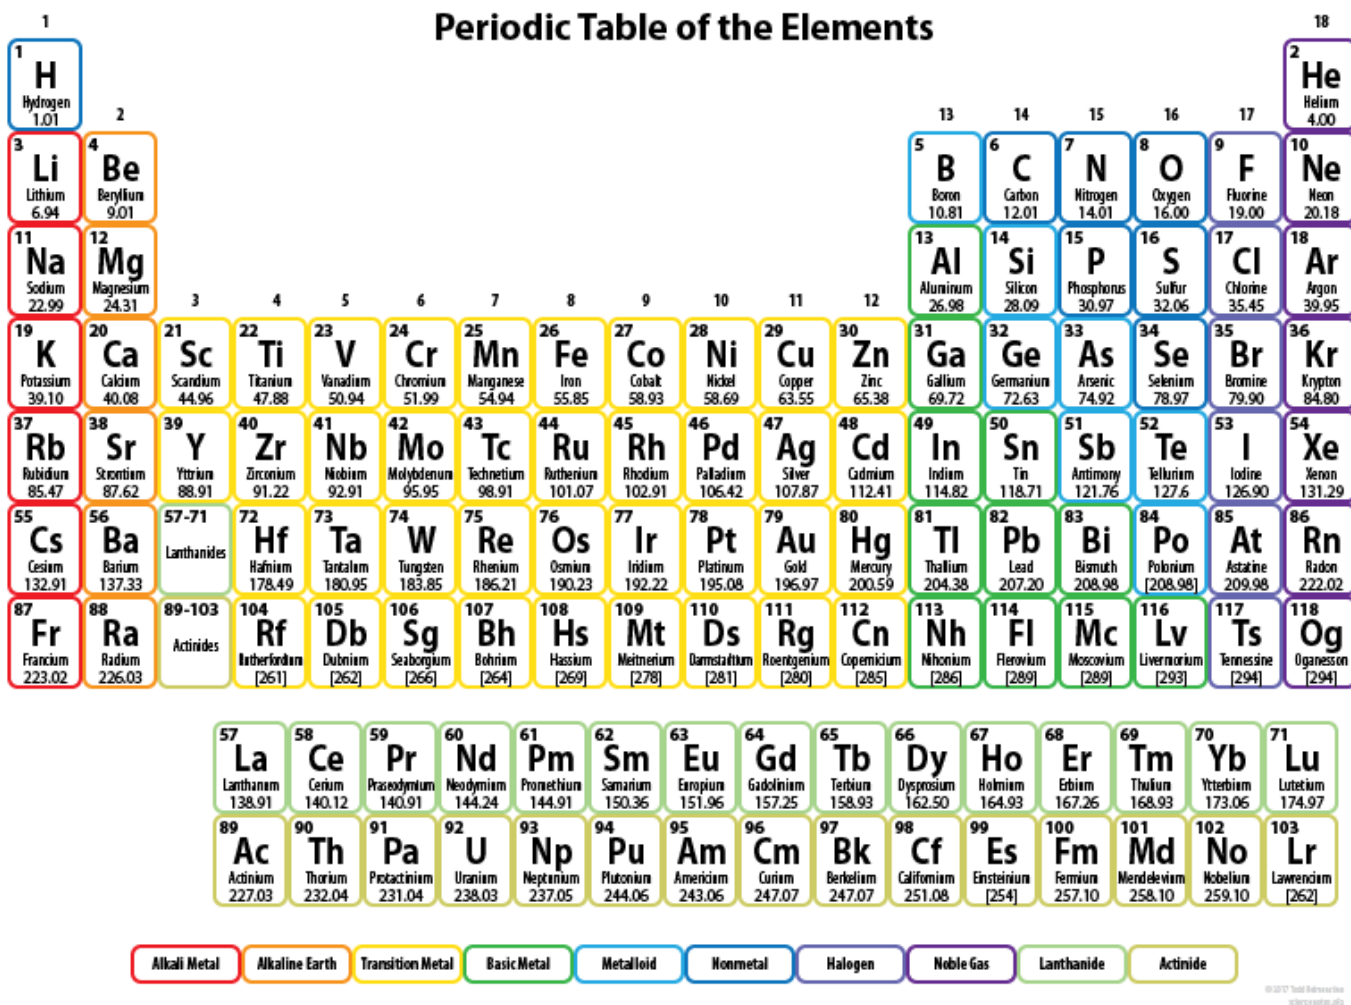 Periodic Table of the Elements
1 18
1 2
H He
Hydrogen Helium
1.01 4.00
2 13 14 15 16 17
3 4 5 6 7 8 9 10
Li Be B C N O F Ne
Lithium Beryllium Boron Carbon Nitrogen Oxygen Fluorine Neon
6.94 9.01 10.81 12.01 14.01 16.00 19.00 20.18
11 12 13 14 15 16 17 18
Na Mg Al Si P S Cl Ar
Sodium Magnesium Aluminum Silicon Phosphorus Sulfur Chlorine Argon
22.99 24.31 26.98 28.09 30.97 32.06 35.45 39.95
3 4 5 6 7 8 9 10 11 12
19 20 21 22 23 24 25 26 27 28 29 30 31 32 33 34 35 36
K Ca Sc Ti V Cr Mn Fe Co Ni Cu Zn Ga Ge As Se Br Kr
Potassium Calcium Scandium Titanium Vanadium Chromium Manganese Iron Cobalt Nickel Copper Zinc Gallium Germanium Arsenic Selenium Bromine Krypton
39.10 40.08 44.96 47.88 50.94 51.99 54.94 55.85 58.93 58.69 63.55 65.38 69.72 72.63 74.92 78.97 79.90 84.80
37 38 39 40 41 42 43 44 45 46 47 48 49 50 51 52 53 54
Rb Sr Y Zr Nb Mo Tc Ru Rh Pd Ag Cd In Sn Sb Te I Xe
Rubidium Strontium Yttrium Zirconium Niobium Molybdenum Technetium Ruthenium Rhodium Palladium Silver Cadmium Indium Tin Antimony Tellurium Iodine Xenon
85.47 87.62 88.91 91.22 92.91 95.95 98.91 101.07 102.91 106.42 107.87 112.41 114.82 118.71 121.76 127.6 126.90 131.29
55 56 57-71 72 73 74 75 76 77 78 79 80 81 82 83 84 85 86
Cs Ba Lanthanides Hf Ta W Re Os Ir Pt Au Hg Tl Pb Bi Po At Rn
Cesium Barium Hafnium Tantalum Tungsten Rhenium Osmium Iridium Platinum Gold Mercury Thallium Lead Bismuth Polonium Astatine Radon
132.91 137.33 178.49 180.95 183.85 186.21 190.23 192.22 195.08 196.97 200.59 204.38 207.20 208.98 [208.98] 209.98 222.02
87 88 89-103 104 105 106 107 108 109 110 111 112 113 114 115 116 117 118
Fr Ra Actinides Rf Db Sg Bh Hs Mt Ds Rg Cn Nh Fl Mc Lv Ts Og
Francium Radium Rutherfordium Dubnium Seaborgium Bohrium Hassium Meitnerium Darmstadtium Roentgenium Copernicium Nihonium Flerovium Moscovium Livermorium Tennessine Oganesson
223.02 226.03 [261] [262] [266] [264] [269] [278] [281] [280] [285] [286] [289] [289] [293] [294] [294]
57 58 59 60 61 62 63 64 65 66 67 68 69 70 71
La Ce Pr Nd Pm Sm Eu Gd Tb Dy Ho Er Tm Yb Lu
Lanthanum Cerium Praseodymium Neodymium Promethium Samarium Europium Gadolinium Terbium Dysprosium Holmium Erbium Thulium Ytterbium Lutetium
138.91 140.12 140.91 144.24 144.91 150.36 151.96 157.25 158.93 162.50 164.93 167.26 168.93 173.06 174.97
89 90 91 92 93 94 95 96 97 98 99 100 101 102 103
Ac Th Pa U Np Pu Am Cm Bk Cf Es Fm Md No Lr
Actinium Thorium Protactinium Uranium Neptunium Plutonium Americium Curium Berkelium Californium Einsteinium Fermium Mendelevium Nobelium Lawrencium
227.03 232.04 231.04 238.03 237.05 244.06 243.06 247.07 247.07 251.08 [254] 257.10 258.10 259.10 [262]
Alkali Metal Alkaline Earth Transition Metal Basic Metal Metalloid Nonmetal Halogen Noble Gas Lanthanide Actinide
© 2017 Todd